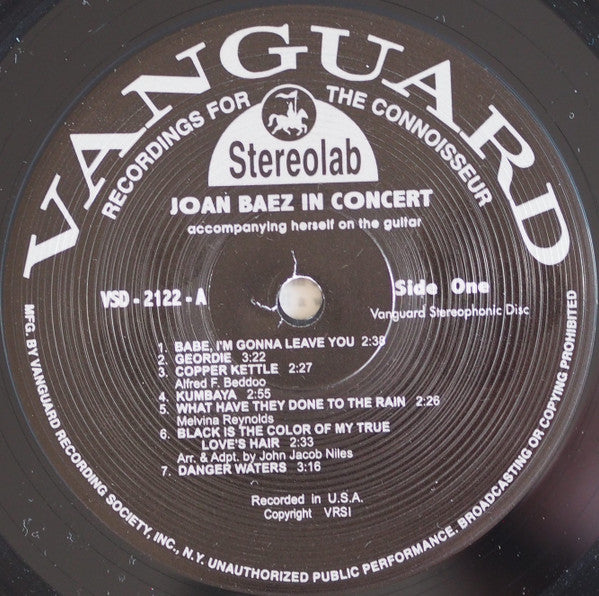 VANGUARD
RECORDINGS FOR THE CONNOISSEUR
Stereolab
JOAN BAEZ IN CONCERT
accompanying herself on the guitar
VSD - 2122 - A
Side One
Vanguard Stereophonic Disc
1. BABE, I'M GONNA LEAVE YOU 2:38
2. GEORDIE 3:22
3. COPPER KETTLE 2:27
Alfred F. Beddoo
4. KUMBAYA 2:55
5. WHAT HAVE THEY DONE TO THE RAIN 2:26
Melvina Reynolds
6. BLACK IS THE COLOR OF MY TRUE
LOVE'S HAIR 2:33
Arr. & Adpt. by John Jacob Niles
7. DANGER WATERS 3:16
Recorded in U.S.A.
Copyright VRSI
MFG. BY VANGUARD RECORDING SOCIETY, INC., N.Y. UNAUTHORIZED PUBLIC PERFORMANCE, BROADCASTING OR COPYING PROHIBITED